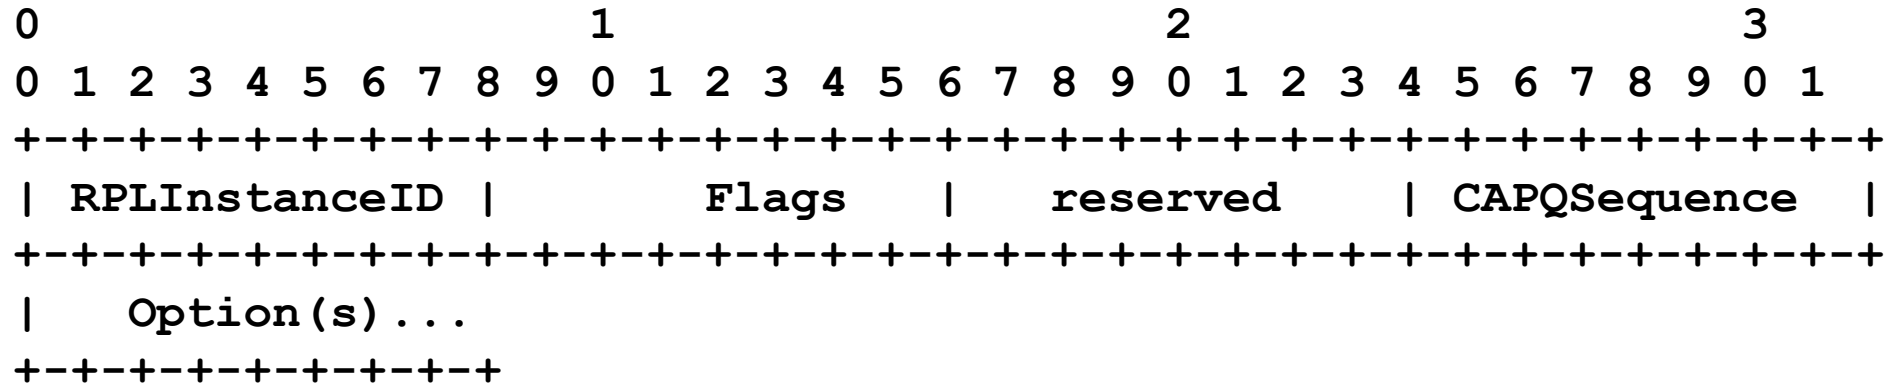 0                   1                   2                   3
0 1 2 3 4 5 6 7 8 9 0 1 2 3 4 5 6 7 8 9 0 1 2 3 4 5 6 7 8 9 0 1
+-+-+-+-+-+-+-+-+-+-+-+-+-+-+-+-+-+-+-+-+-+-+-+-+-+-+-+-+-+-+-+-+
| RPLInstanceID |       Flags   |   reserved    | CAPQSequence  |
+-+-+-+-+-+-+-+-+-+-+-+-+-+-+-+-+-+-+-+-+-+-+-+-+-+-+-+-+-+-+-+-+
|   Option(s)...
+-+-+-+-+-+-+-+-+